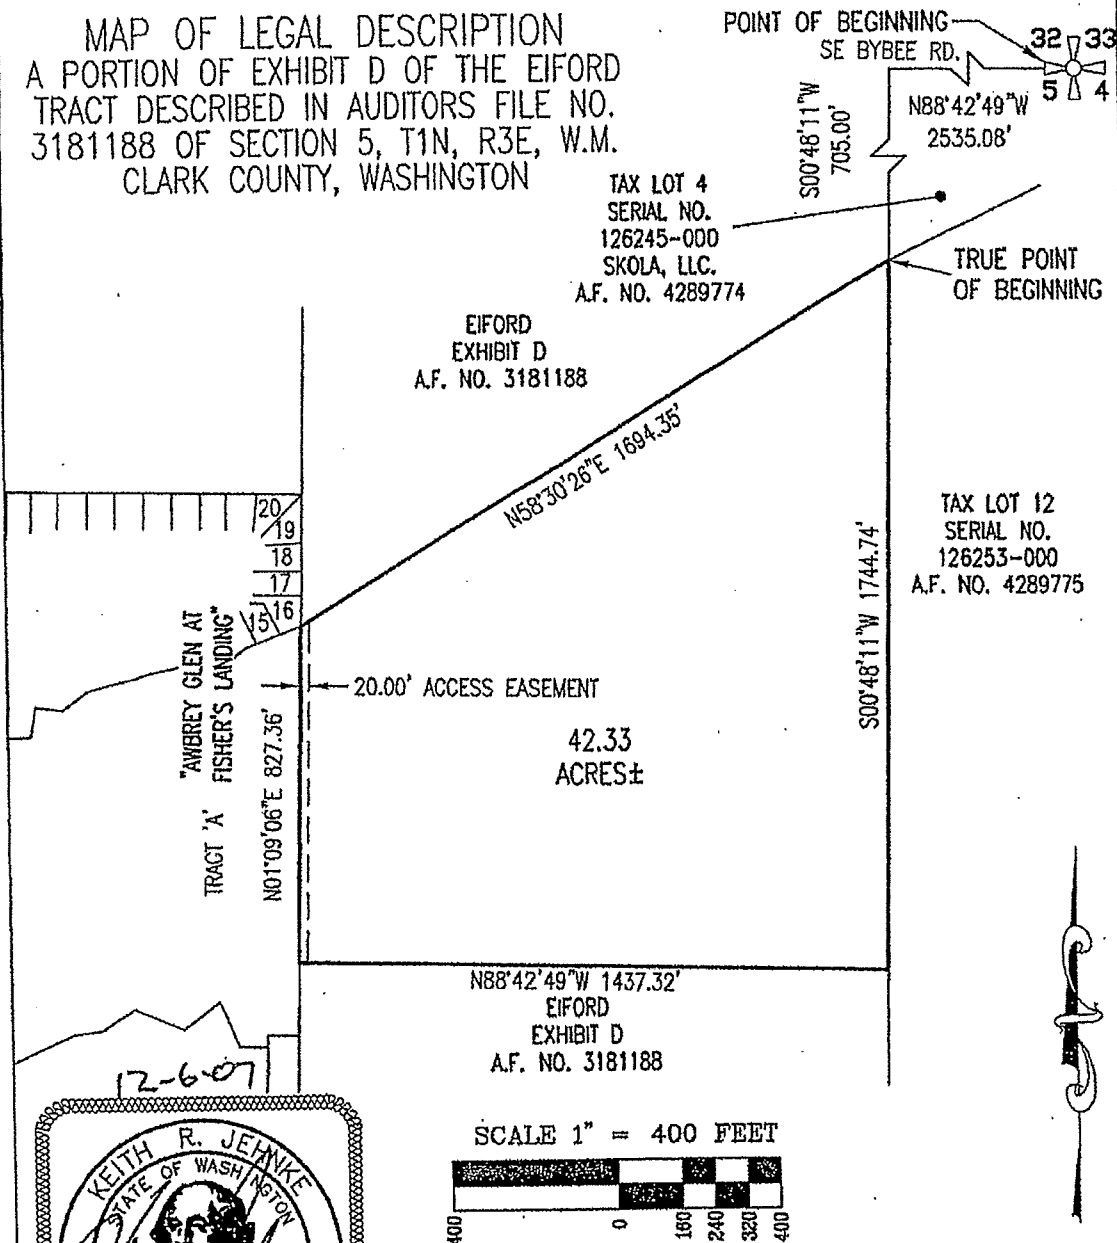 MAP OF LEGAL DESCRIPTION
A PORTION OF EXHIBIT D OF THE EIFORD
TRACT DESCRIBED IN AUDITORS FILE NO.
3181188 OF SECTION 5, T1N, R3E, W.M.
CLARK COUNTY, WASHINGTON
POINT OF BEGINNING
SE BYBEE RD.
32 33
5 4
N88°42'49"W
2535.08'
S00°48'11"W
705.00'
TAX LOT 4
SERIAL NO.
126245-000
SKOLA, LLC.
A.F. NO. 4289774
TRUE POINT
OF BEGINNING
EIFORD
EXHIBIT D
A.F. NO. 3181188
N58°30'26"E 1694.35'
20
19
18
17
16
15
TAX LOT 12
SERIAL NO.
126253-000
A.F. NO. 4289775
S00°48'11"W 1744.74'
"AWBREY GLEN AT
FISHER'S LANDING"
TRACT 'A'
N01°09'06"E 827.36'
20.00' ACCESS EASEMENT
42.33
ACRES±
N88°42'49"W 1437.32'
EIFORD
EXHIBIT D
A.F. NO. 3181188
12-6-07
KEITH R. JEHNKE
STATE OF WASHINGTON
SCALE 1" = 400 FEET
400 0 160 240 320 400